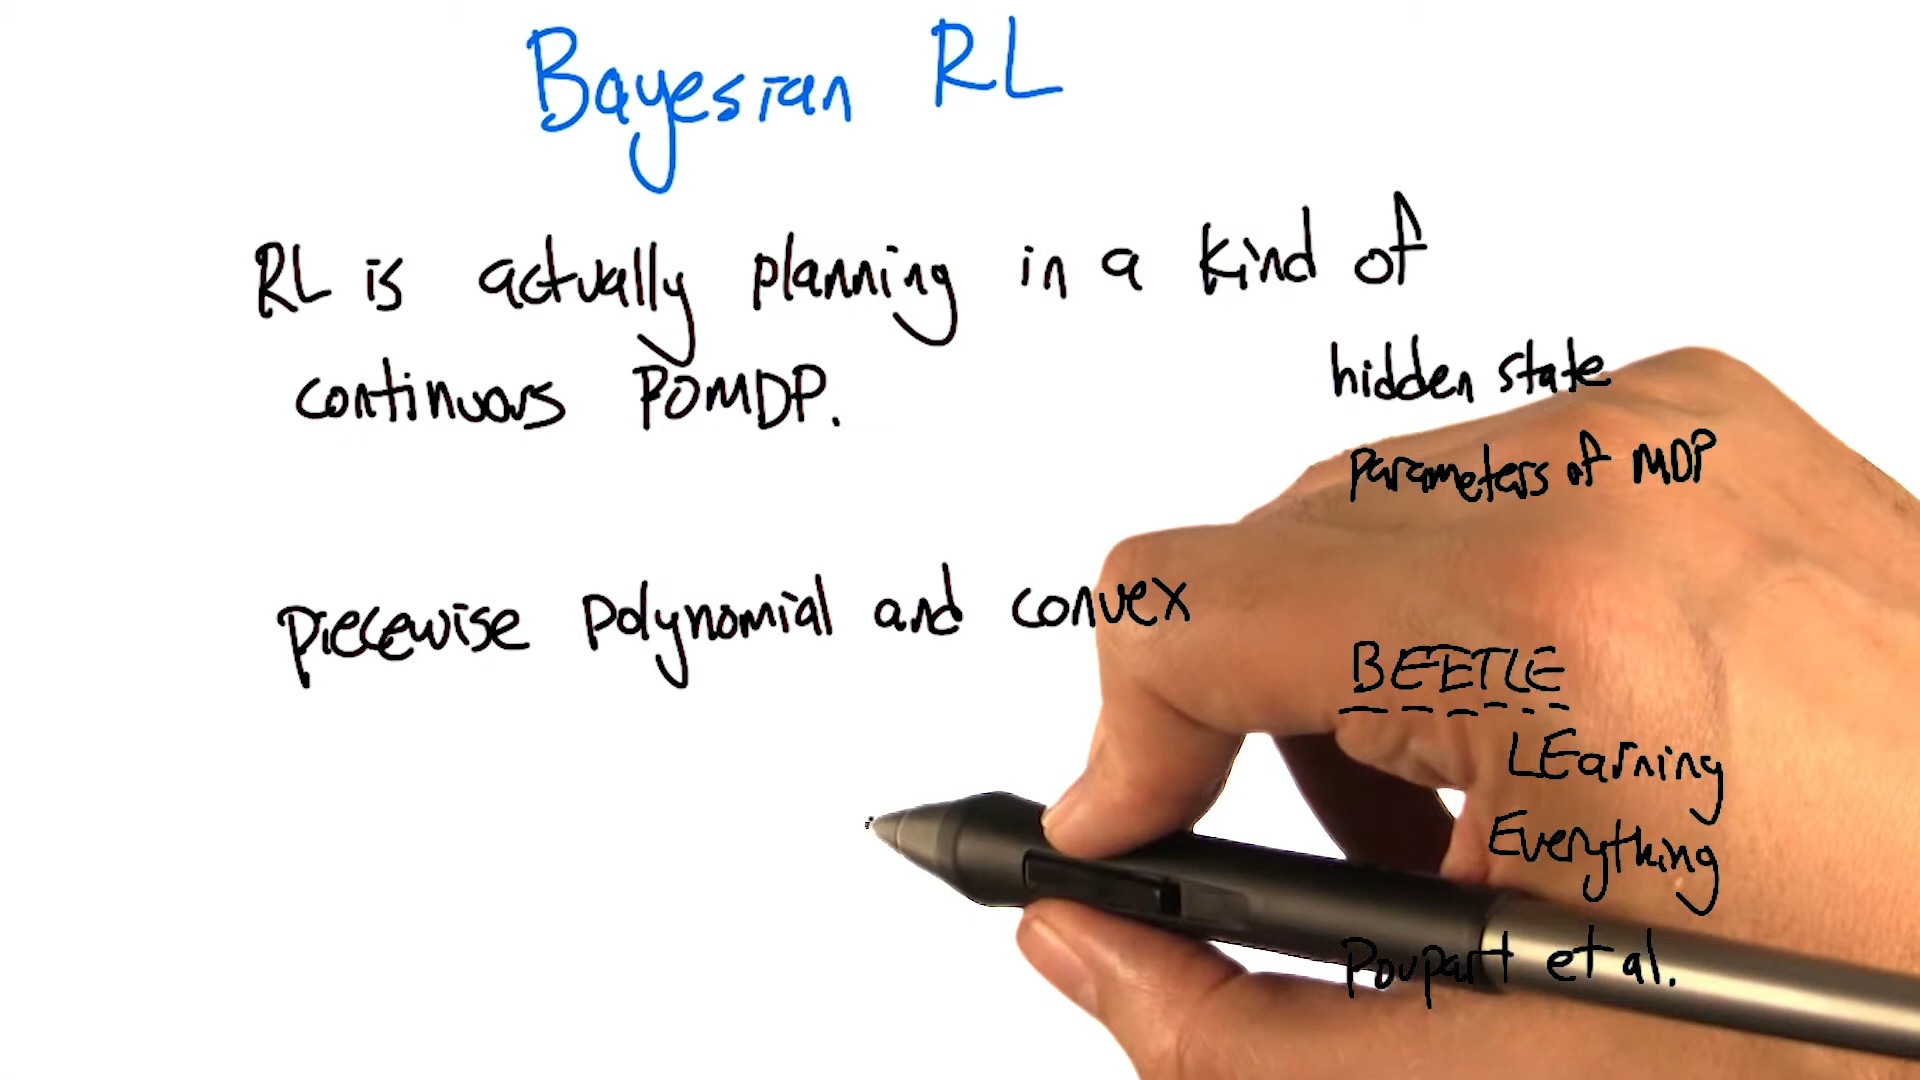 Bayesian RL
RL is actually planning in a kind of
continuous POMDP.
hidden state
parameters of MDP
piecewise polynomial and convex
BEETLE
LEarning
Everything
Poupart et al.